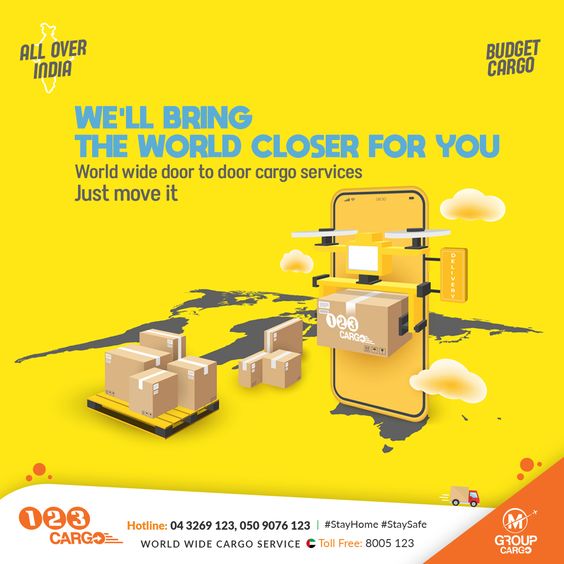 ALL OVER
INDIA
BUDGET
CARGO
WE'LL BRING
THE WORLD CLOSER FOR YOU
World wide door to door cargo services
Just move it
DELIVERY
123
CARGO
123
CARGO
Hotline: 04 3269 123, 050 9076 123 | #StayHome #StaySafe
WORLD WIDE CARGO SERVICE Toll Free: 8005 123
M
GROUP
CARGO